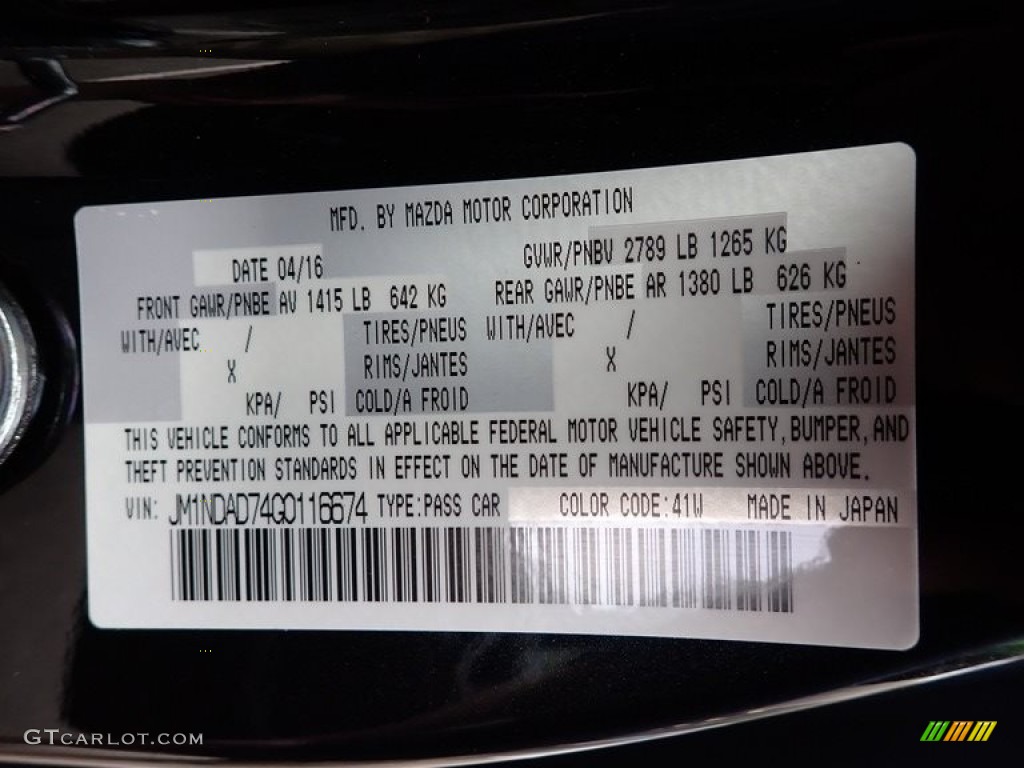 MFD. BY MAZDA MOTOR CORPORATION
DATE 04/16 GVWR/PNBV 2789 LB 1265 KG
FRONT GAWR/PNBE AV 1415 LB 642 KG REAR GAWR/PNBE AR 1380 LB 626 KG
WITH/AVEC / TIRES/PNEUS WITH/AVEC / TIRES/PNEUS
X RIMS/JANTES X RIMS/JANTES
KPA/ PSI COLD/A FROID KPA/ PSI COLD/A FROID
THIS VEHICLE CONFORMS TO ALL APPLICABLE FEDERAL MOTOR VEHICLE SAFETY, BUMPER, AND
THEFT PREVENTION STANDARDS IN EFFECT ON THE DATE OF MANUFACTURE SHOWN ABOVE.
VIN: JM1NDAD74G0116674 TYPE: PASS CAR COLOR CODE: 41W MADE IN JAPAN
GTCARLOT.COM